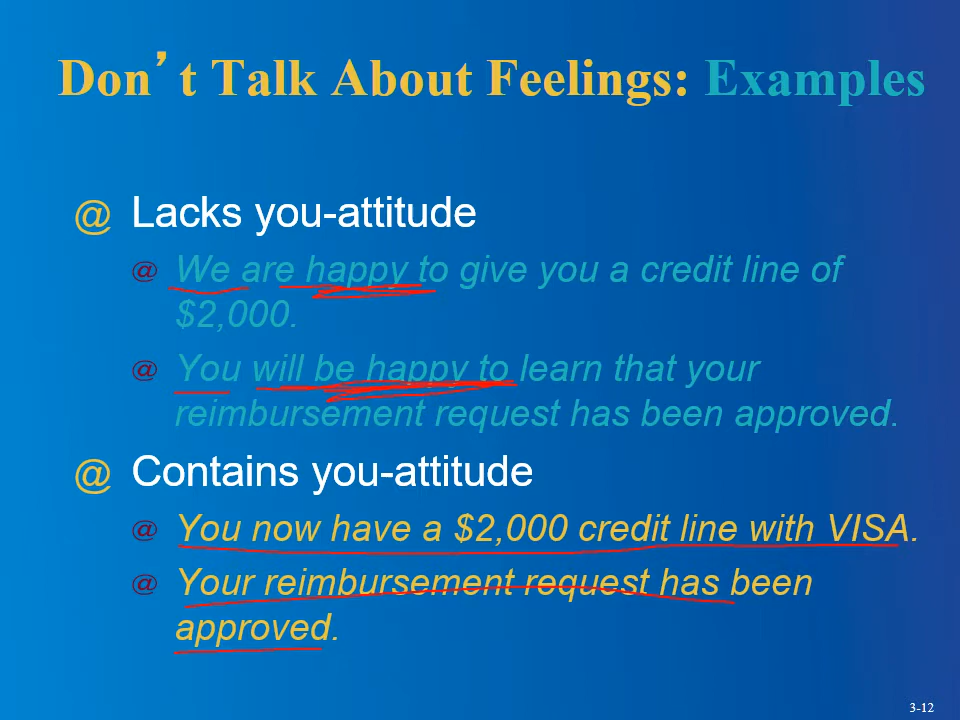 Don’t Talk About Feelings: Examples
@ Lacks you-attitude
@ We are happy to give you a credit line of
$2,000.
@ You will be happy to learn that your
reimbursement request has been approved.
@ Contains you-attitude
@ You now have a $2,000 credit line with VISA.
@ Your reimbursement request has been
approved.
3-12